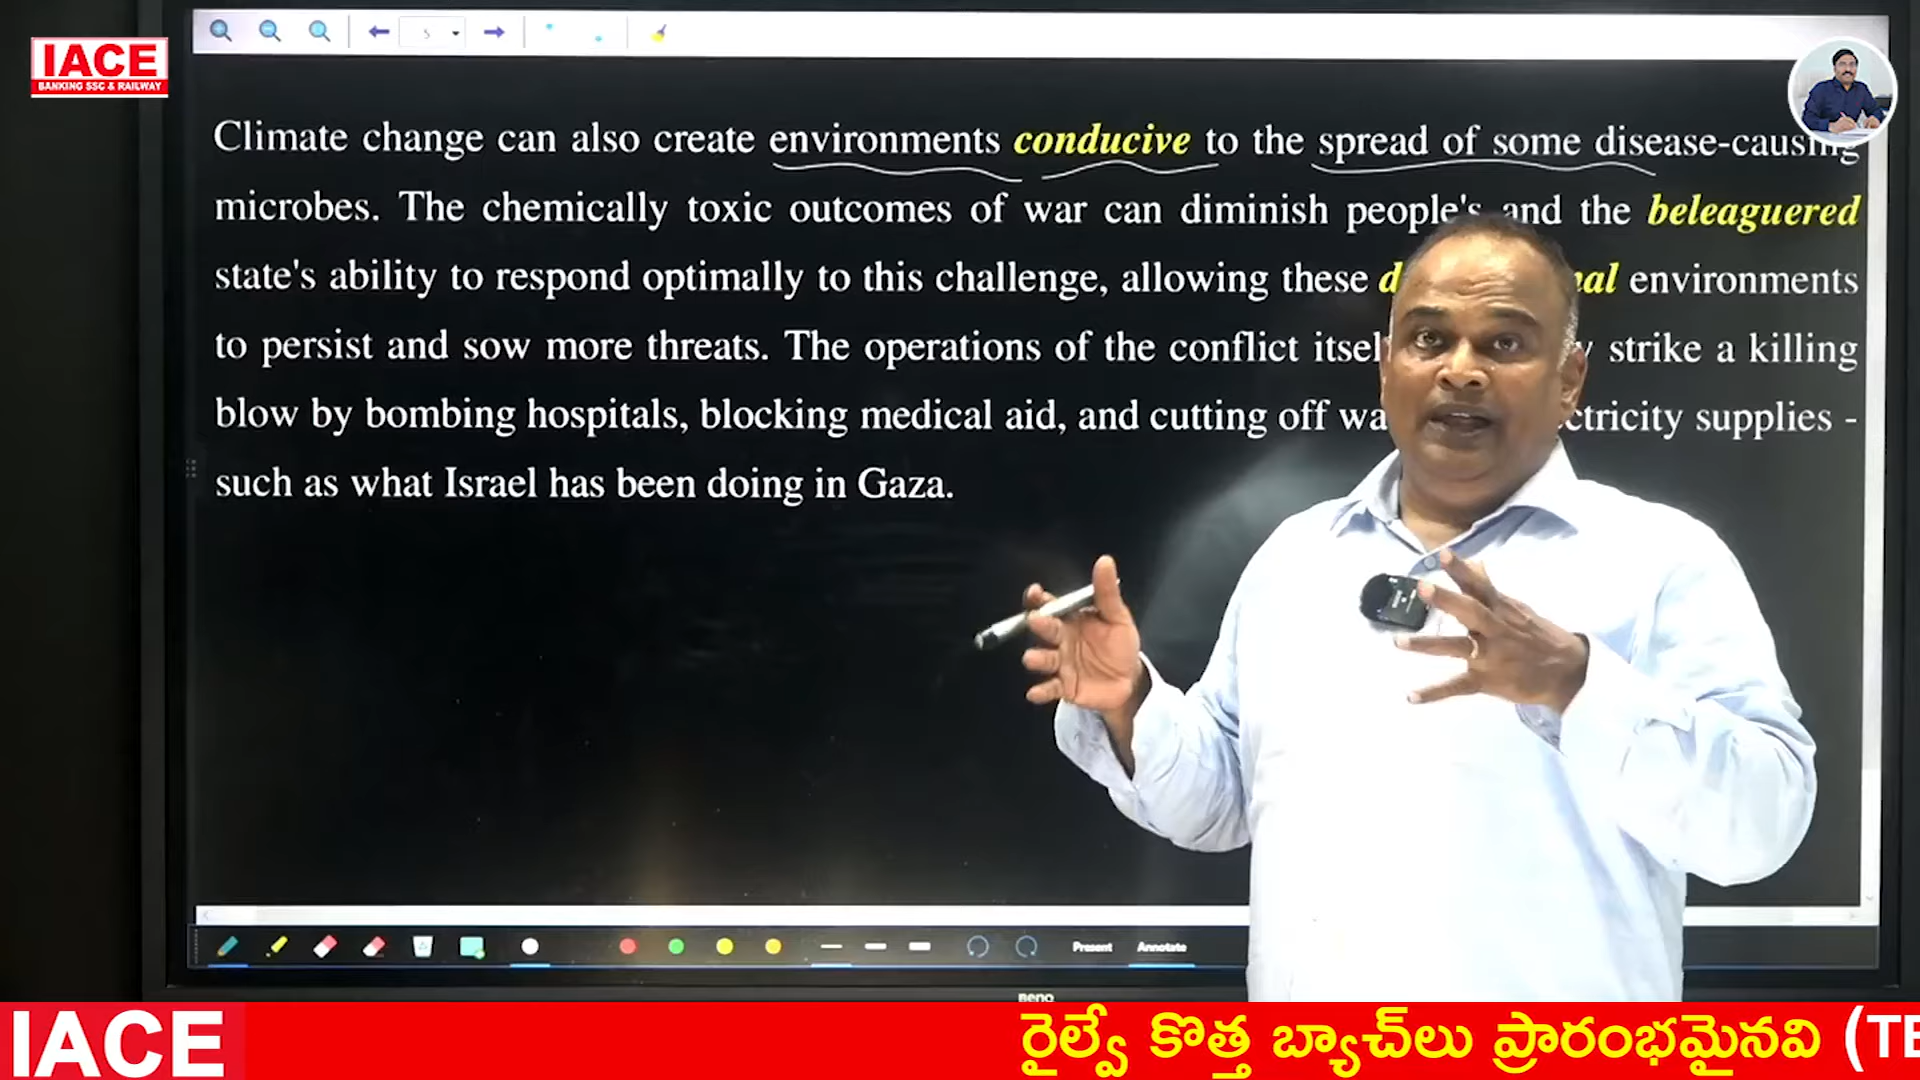 IACE
BANKING SSC & RAILWAY
5
Climate change can also create environments conducive to the spread of some disease-causing
microbes. The chemically toxic outcomes of war can diminish people's and the beleaguered
state's ability to respond optimally to this challenge, allowing these environments
to persist and sow more threats. The operations of the conflict strike a killing
blow by bombing hospitals, blocking medical aid, and cutting off supplies -
such as what Israel has been doing in Gaza.
Present Annotate
BenQ
IACE రైల్వే కొత్త బ్యాచ్‌లు ప్రారంభమైనవి (TE